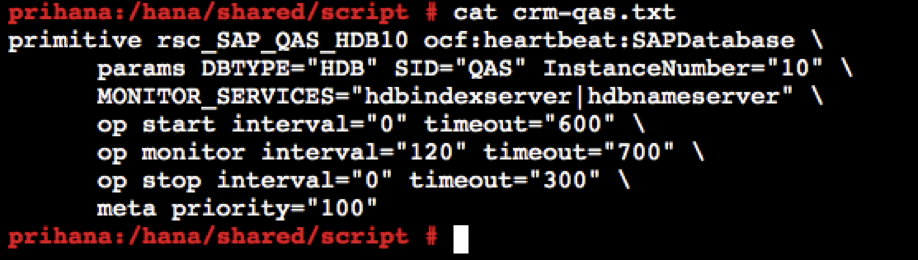 prihana:/hana/shared/script # cat crm-qas.txt
primitive rsc_SAP_QAS_HDB10 ocf:heartbeat:SAPDatabase \
params DBTYPE="HDB" SID="QAS" InstanceNumber="10" \
MONITOR_SERVICES="hdbindexserver|hdbnameserver" \
op start interval="0" timeout="600" \
op monitor interval="120" timeout="700" \
op stop interval="0" timeout="300" \
meta priority="100"
prihana:/hana/shared/script #